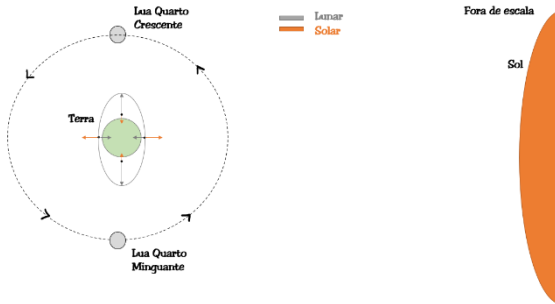 Lua Quarto
Crescente
Lunar
Solar
Fora de escala
Sol
Terra
Lua Quarto
Minguante